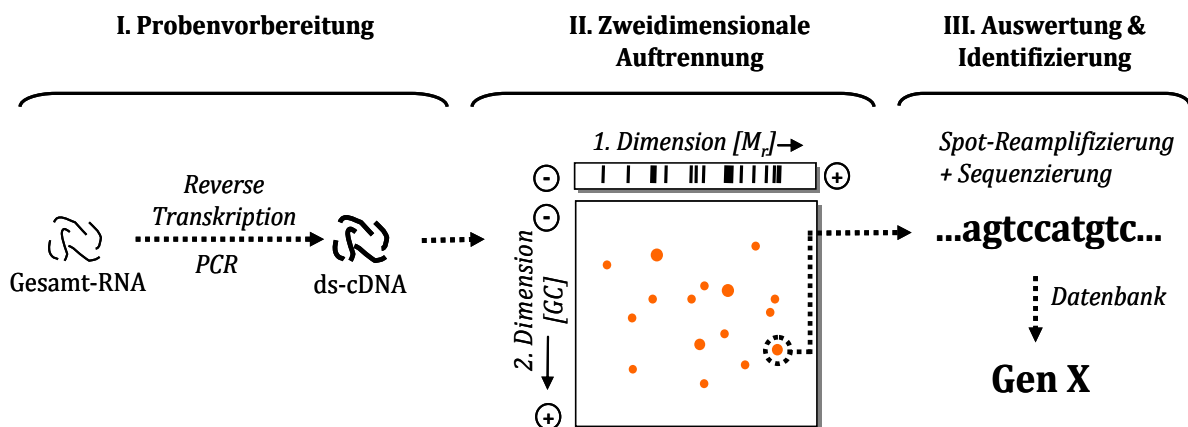 I. Probenvorbereitung
II. Zweidimensionale
Auftrennung
III. Auswertung &
Identifizierung
Reverse
Transkription
PCR
Gesamt-RNA
ds-cDNA
1. Dimension [Mr]
-
+
-
2. Dimension
[GC]
+
Spot-Reamplifizierung
+ Sequenzierung
...agtccatgtc...
Datenbank
Gen X